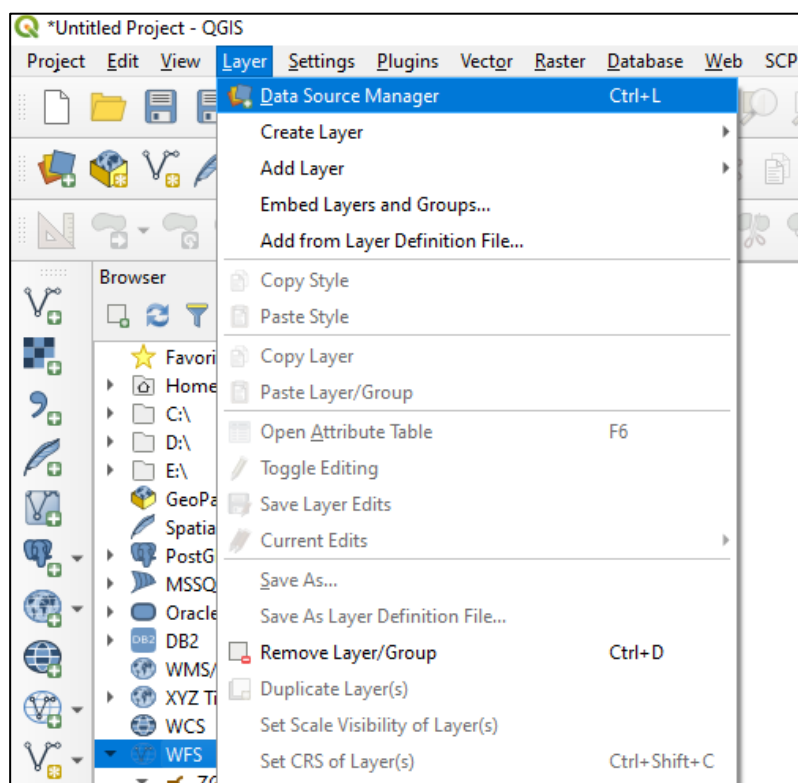 *Untitled Project - QGIS
Project Edit View Layer Settings Plugins Vector Raster Database Web SCP
Data Source Manager Ctrl+L
Create Layer
Add Layer
Embed Layers and Groups...
Add from Layer Definition File...
Browser
Copy Style
Paste Style
Favori
Copy Layer
Home
Paste Layer/Group
C:\
Open Attribute Table F6
D:\
E:\
Toggle Editing
GeoPa
Save Layer Edits
Spatia
Current Edits
PostG
MSSQ
Save As...
Oracle
Save As Layer Definition File...
DB2 DB2
Remove Layer/Group Ctrl+D
WMS/
Duplicate Layer(s)
XYZ Ti
WCS
Set Scale Visibility of Layer(s)
WFS
Set CRS of Layer(s) Ctrl+Shift+C